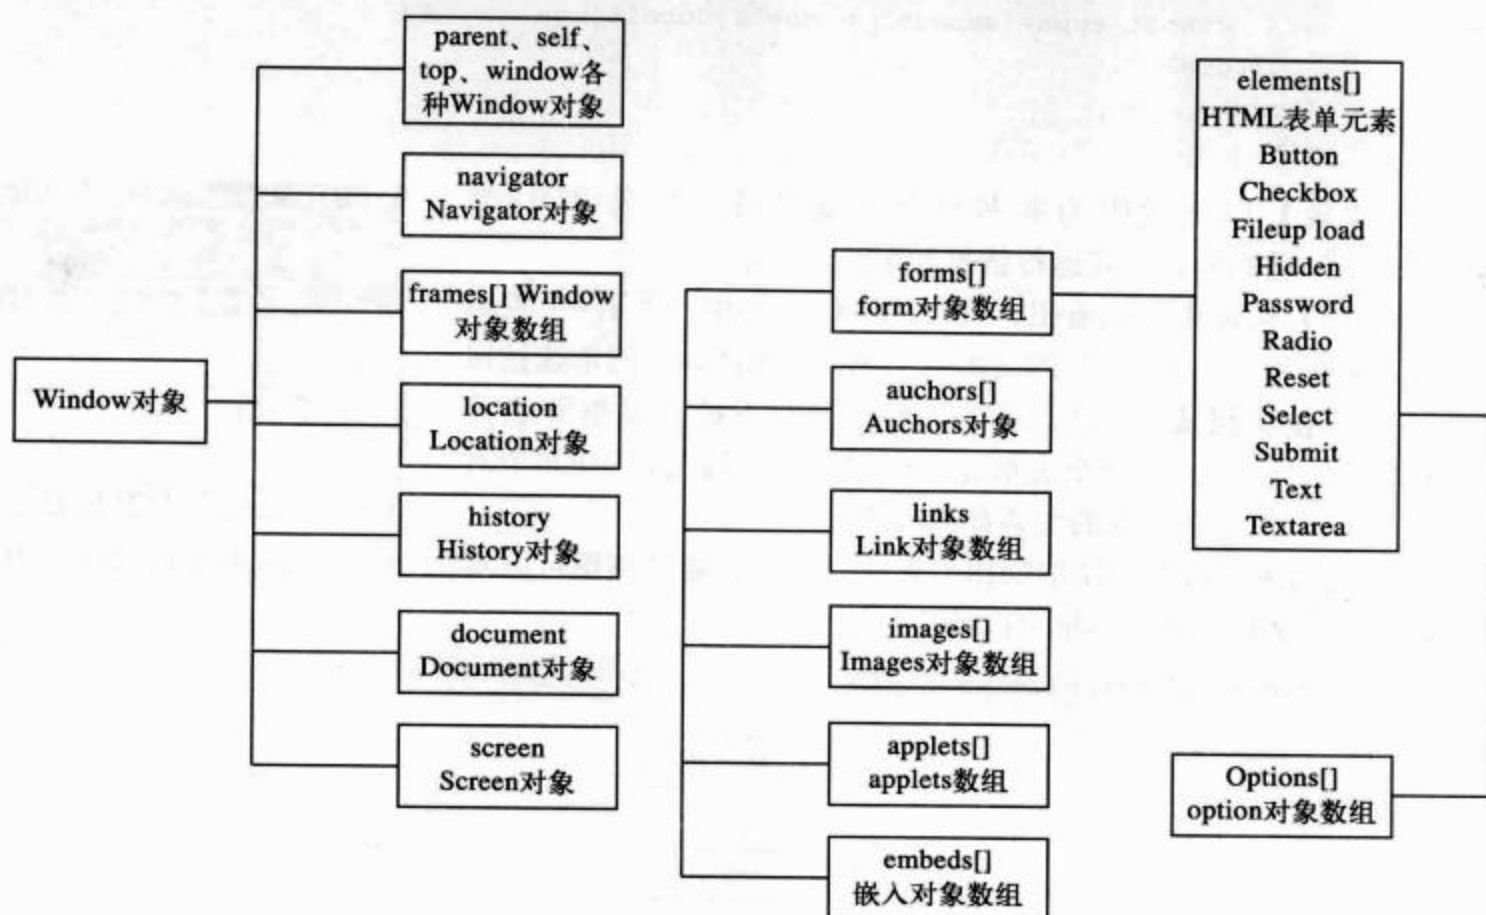 parent、self、
top、window各
种Window对象
navigator
Navigator对象
frames[] Window
对象数组
Window对象
location
Location对象
history
History对象
document
Document对象
screen
Screen对象
forms[]
form对象数组
auchors[]
Auchors对象
links
Link对象数组
images[]
Images对象数组
applets[]
applets数组
embeds[]
嵌入对象数组
elements[]
HTML表单元素
Button
Checkbox
Fileup load
Hidden
Password
Radio
Reset
Select
Submit
Text
Textarea
Options[]
option对象数组